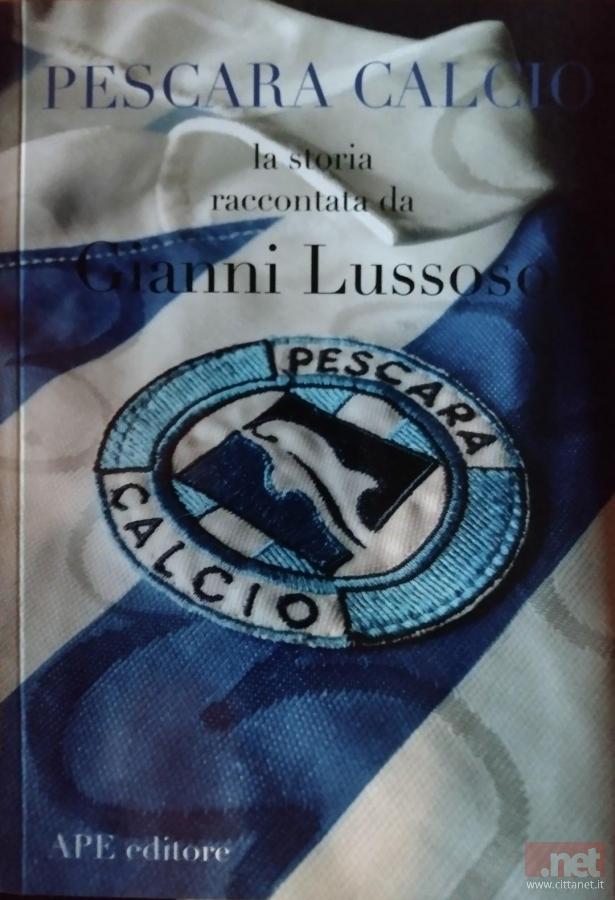 PESCARA CALCIO
la storia
raccontata da
Gianni Lussoso
PESCARA
CALCIO
APE editore
.net
www.cittanet.it